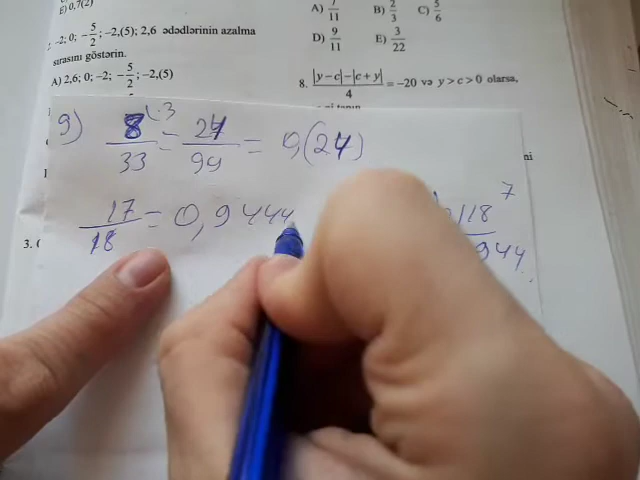 E) 0,7(2)
-2; 0; -5/2; -2,(5); 2,6 ədədlərinin azalma
sırasını göstərin.
A) 2,6; 0; -2; -5/2; -2,(5)
A) 7/11 B) 2/3 C) 5/6
D) 9/11 E) 3/22
8. |y-c|-|c+y| / 4 = -20 və y>c>0 olarsa,
9) 8/33 = 24/99 = 0(24)
17/18 = 0,9444
118
944
3.